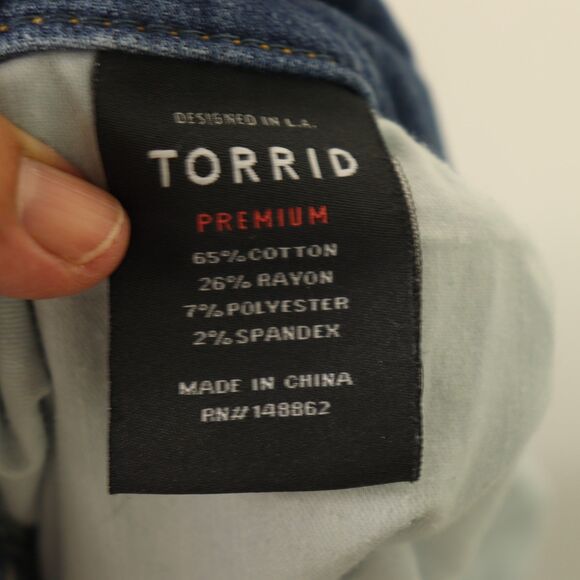 DESIGNED IN L.A.
TORRID
PREMIUM
65% COTTON
26% RAYON
7% POLYESTER
2% SPANDEX
MADE IN CHINA
RN# 148862